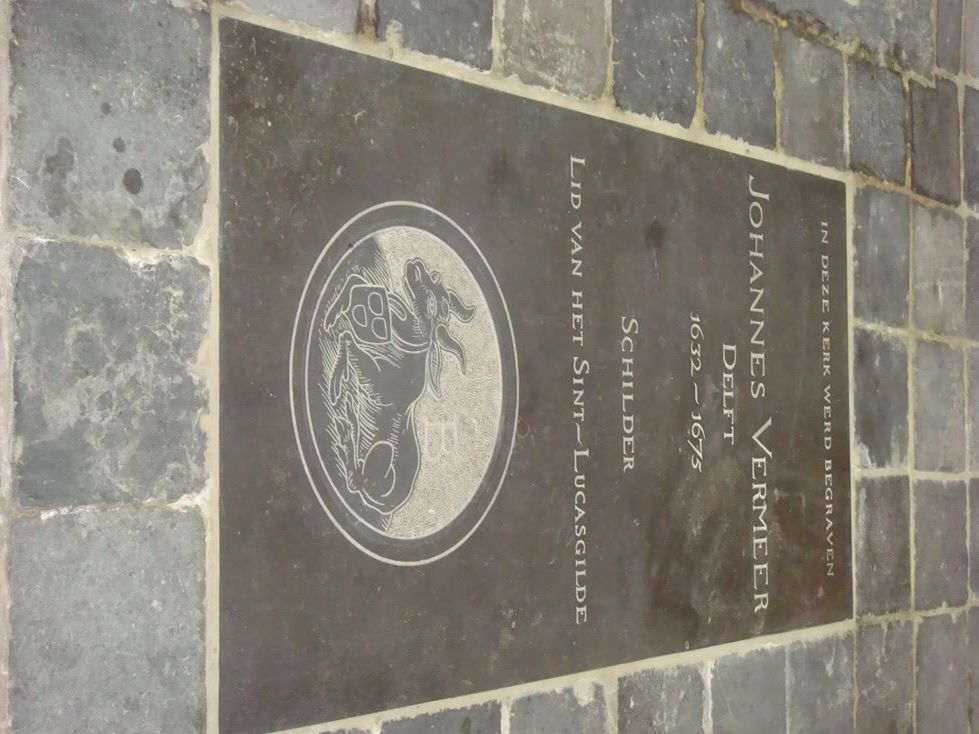 IN DEZE KERK WERD BEGRAVEN
JOHANNES VERMEER
DELFT
1632 ~ 1675
SCHILDER
LID VAN HET SINT~LUCASGILDE